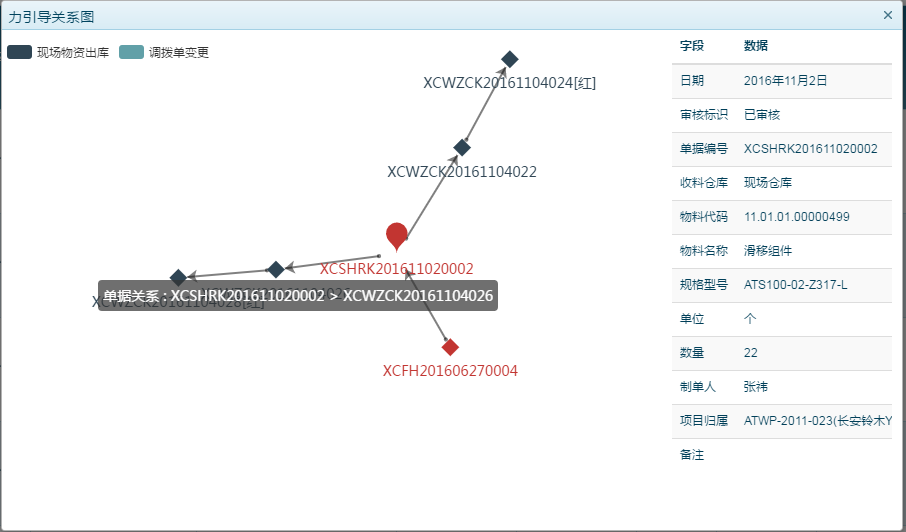 力引导关系图
现场物资出库 调拨单变更
XCWZCK20161104024[红]
XCWZCK20161104022
XCSHRK201611020002
单据关系 : XCSHRK201611020002 > XCWZCK20161104026
XCFH201606270004
字段 数据
日期 2016年11月2日
审核标识 已审核
单据编号 XCSHRK201611020002
收料仓库 现场仓库
物料代码 11.01.01.00000499
物料名称 滑移组件
规格型号 ATS100-02-Z317-L
单位 个
数量 22
制单人 张祎
项目归属 ATWP-2011-023(长安铃木Y
备注